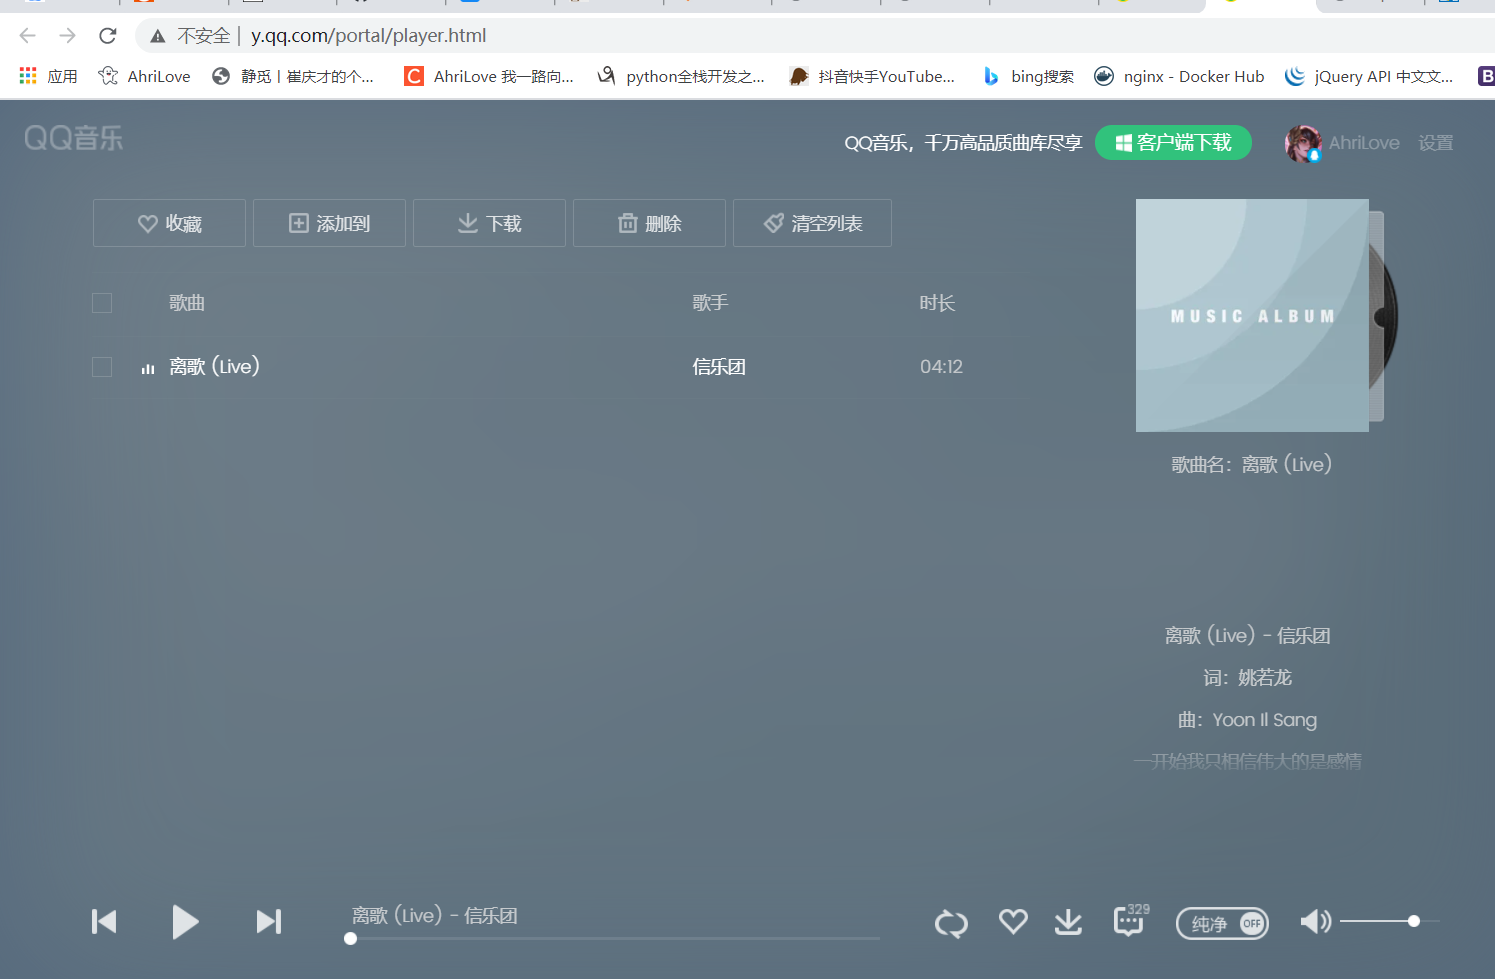 不安全 | y.qq.com/portal/player.html
应用 AhriLove 静觅丨崔庆才的个... AhriLove 我一路向... python全栈开发之... 抖音快手YouTube... bing搜索 nginx - Docker Hub jQuery API 中文文...
QQ音乐 QQ音乐，千万高品质曲库尽享 客户端下载 AhriLove 设置
收藏 添加到 下载 删除 清空列表
歌曲 歌手 时长
离歌 (Live) 信乐团 04:12
MUSIC ALBUM
歌曲名：离歌 (Live)
离歌 (Live) - 信乐团
词：姚若龙
曲：Yoon Il Sang
一开始我只相信伟大的是感情
离歌 (Live) - 信乐团
329
纯净 OFF